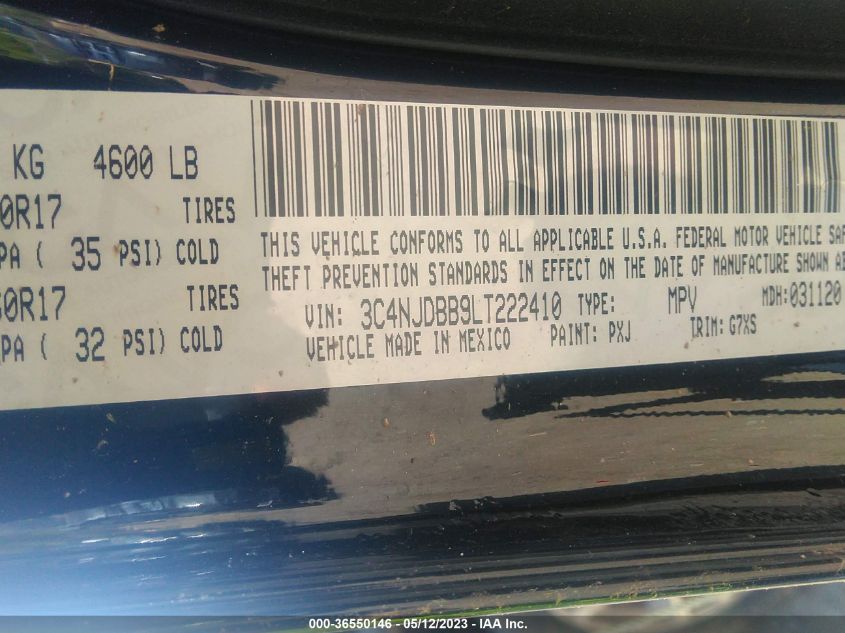 KG 4600 LB
0R17 TIRES
PA ( 35 PSI) COLD
0R17 TIRES
PA ( 32 PSI) COLD
THIS VEHICLE CONFORMS TO ALL APPLICABLE U.S.A. FEDERAL MOTOR VEHICLE SAF
THEFT PREVENTION STANDARDS IN EFFECT ON THE DATE OF MANUFACTURE SHOWN AB
VIN: 3C4NJDBB9LT222410 TYPE: MPV MDH:031120
VEHICLE MADE IN MEXICO PAINT: PXJ TRIM: G7XS
000-36550146 - 05/12/2023 - IAA Inc.